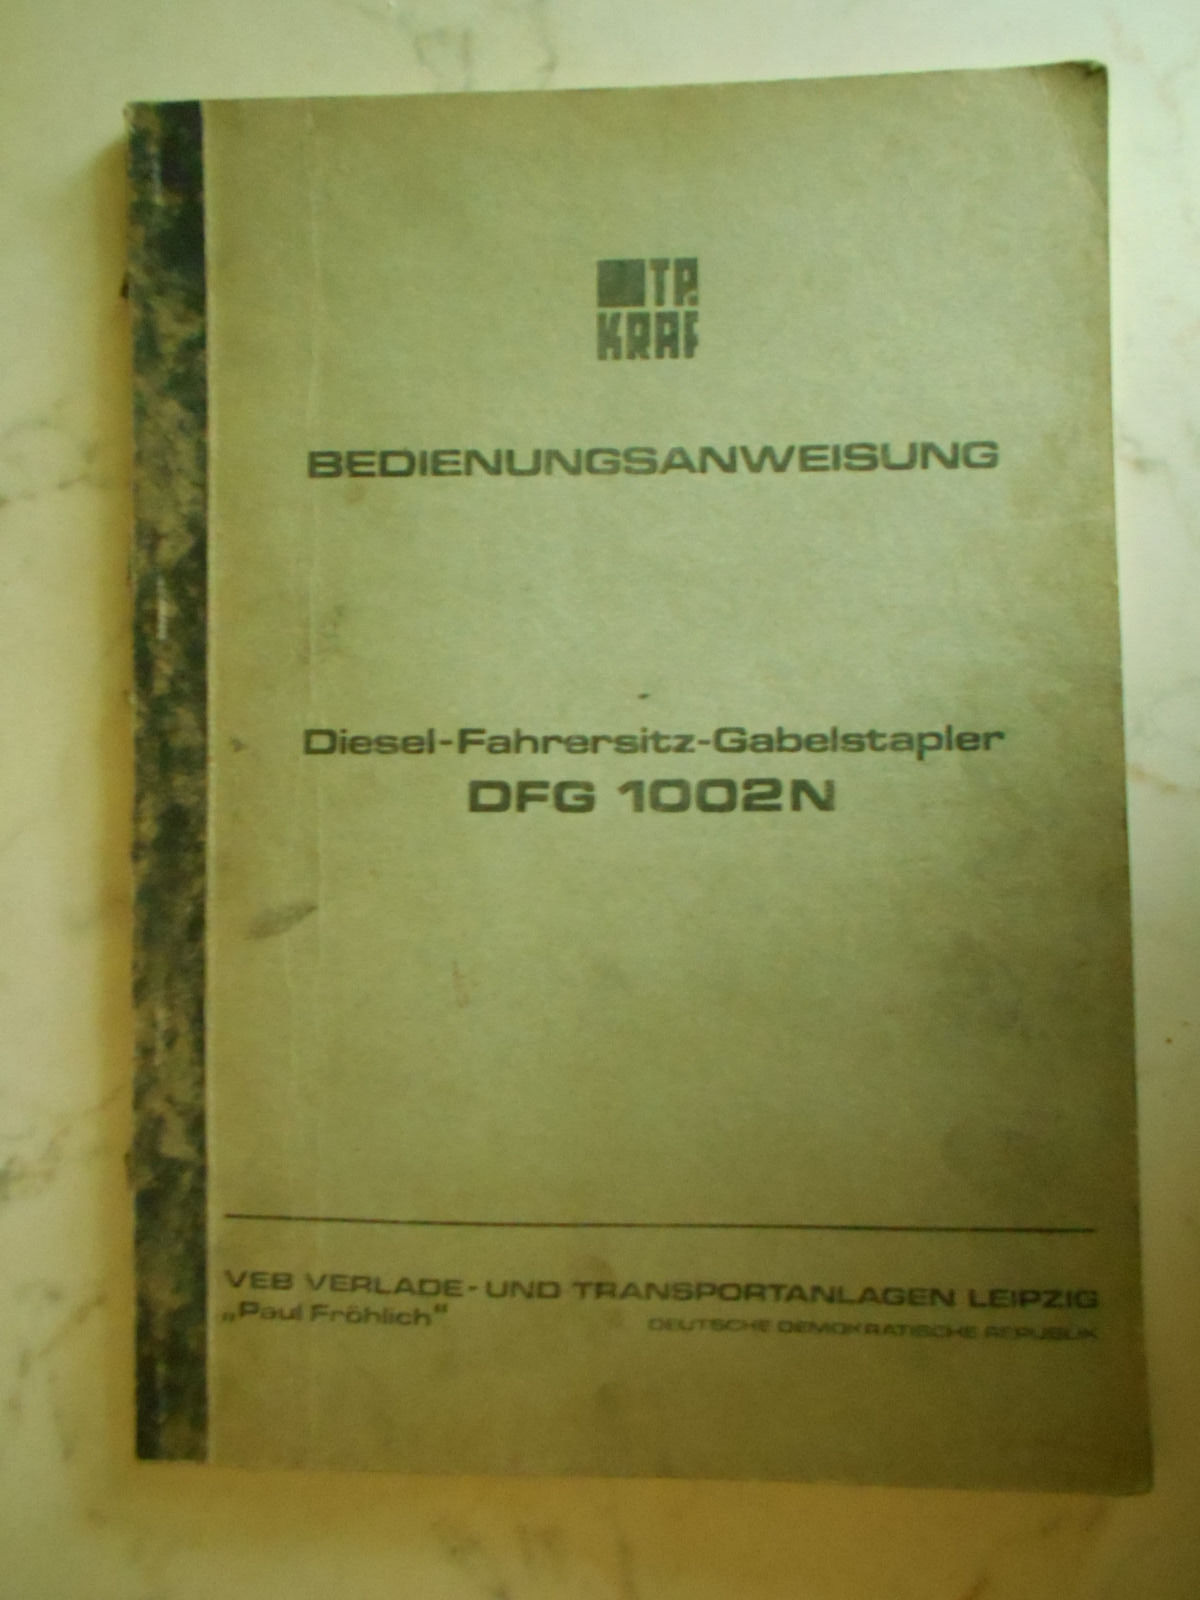 TA
KRAF
BEDIENUNGSANWEISUNG
Diesel-Fahrersitz-Gabelstapler
DFG 1002N
VEB VERLADE- UND TRANSPORTANLAGEN LEIPZIG
„Paul Fröhlich"
DEUTSCHE DEMOKRATISCHE REPUBLIK